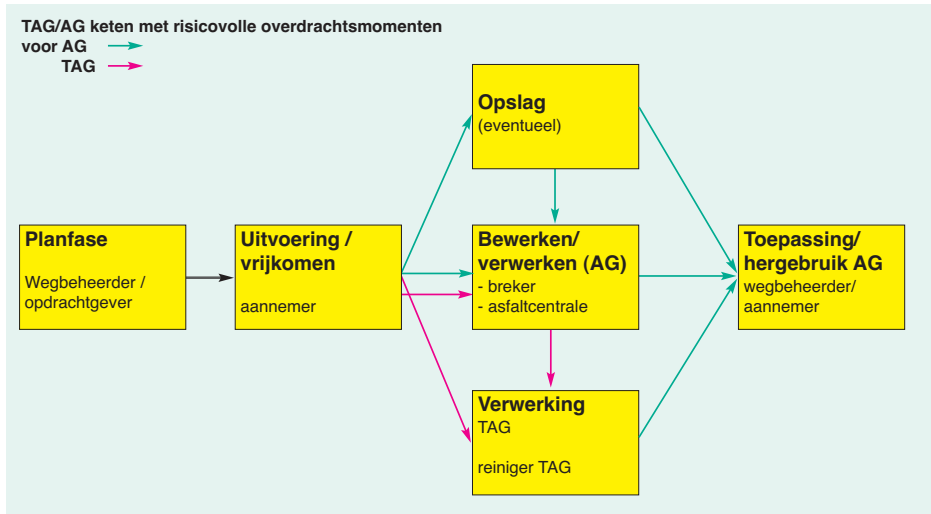 TAG/AG keten met risicovolle overdrachtsmomenten
voor AG
TAG
Opslag
(eventueel)
Planfase
Wegbeheerder /
opdrachtgever
Uitvoering /
vrijkomen
aannemer
Bewerken/
verwerken (AG)
- breker
- asfaltcentrale
Toepassing/
hergebruik AG
wegbeheerder/
aannemer
Verwerking
TAG
reiniger TAG